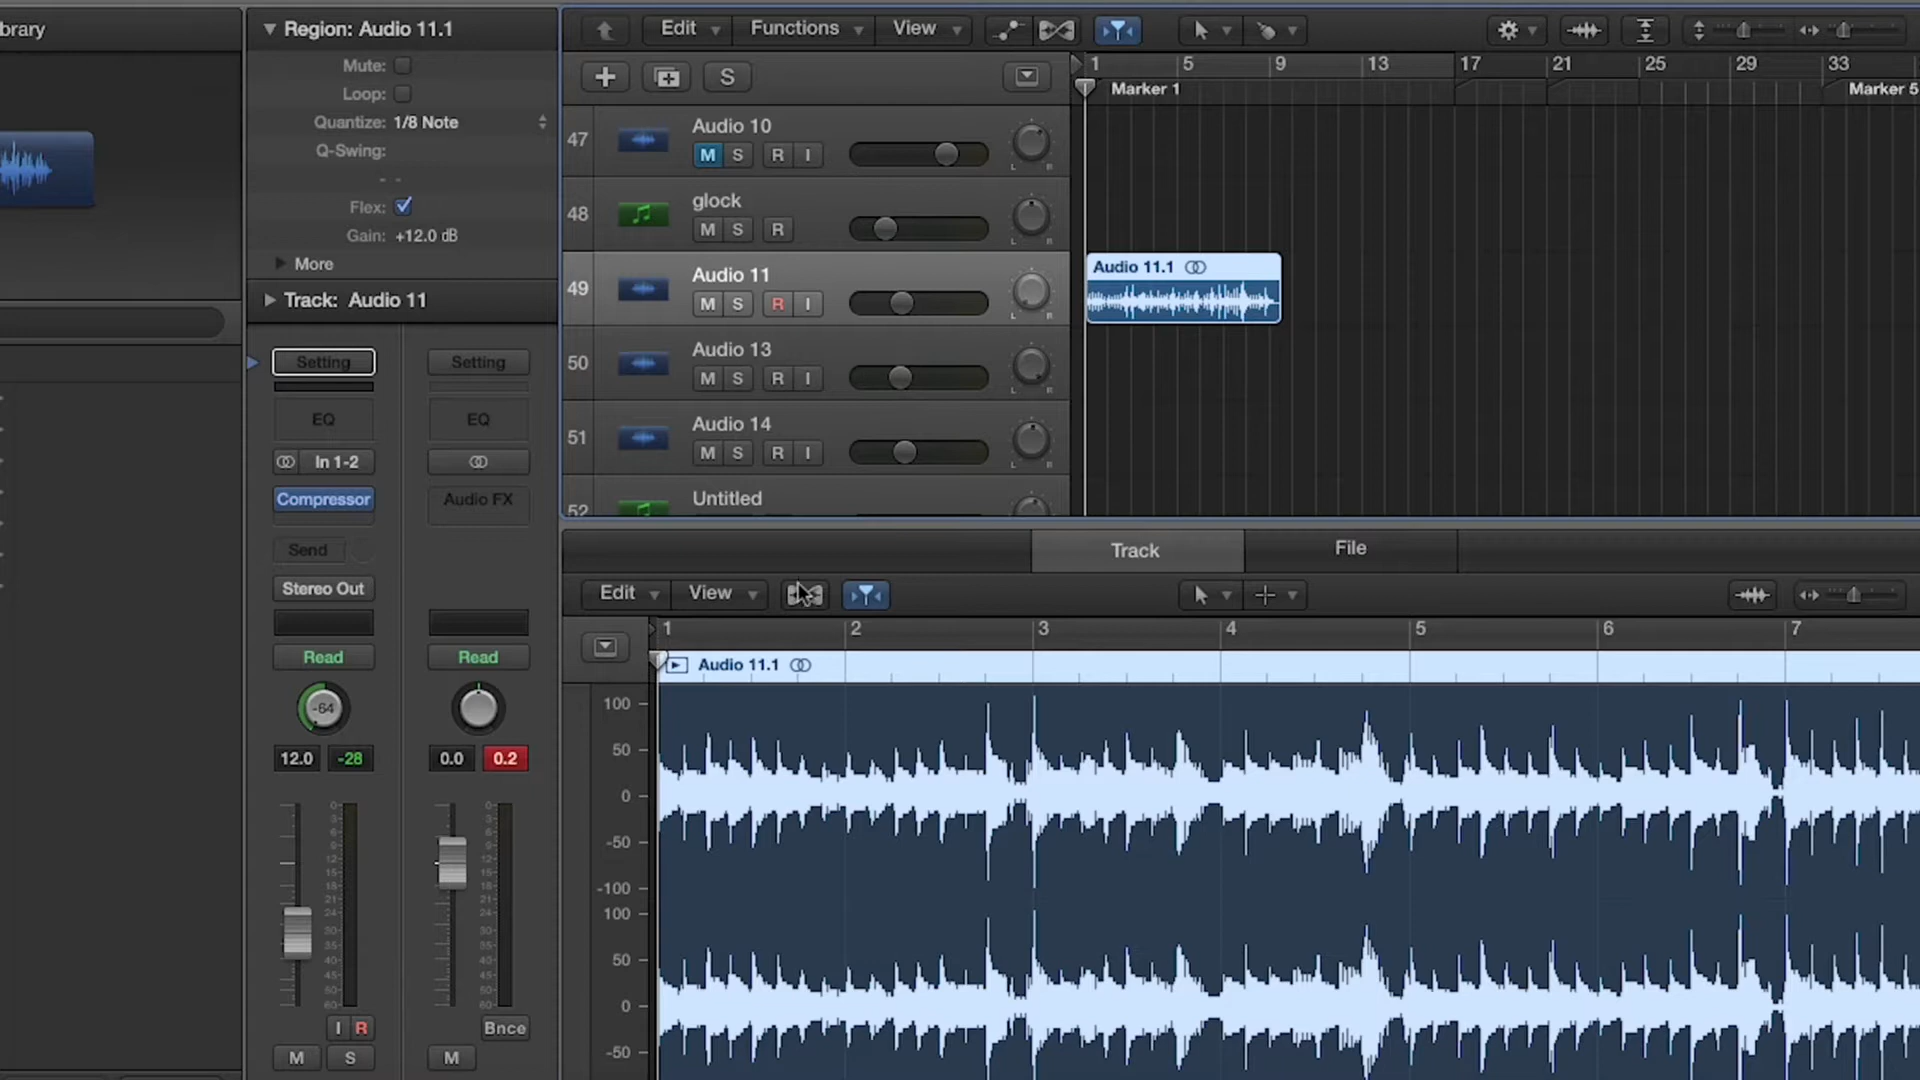 brary
Region: Audio 11.1
Mute:
Loop:
Quantize: 1/8 Note
Q-Swing:
- -
Flex:
Gain: +12.0 dB
More
Track: Audio 11
Setting
Setting
EQ
EQ
In 1-2
Compressor
Audio FX
Send
Stereo Out
Read
Read
-64
12.0
-28
0.0
0.2
I R
Bnce
M
S
M
Edit
Functions
View
S
1 5 9 13 17 21 25 29 33
Marker 1
Marker 5
47
Audio 10
M S R I
L R
48
glock
M S R
L R
49
Audio 11
M S R I
L R
Audio 11.1
50
Audio 13
M S R I
L R
51
Audio 14
M S R I
L R
52
Untitled
Track
File
Edit
View
1 2 3 4 5 6 7
Audio 11.1
100
50
0
-50
-100
100
50
0
-50